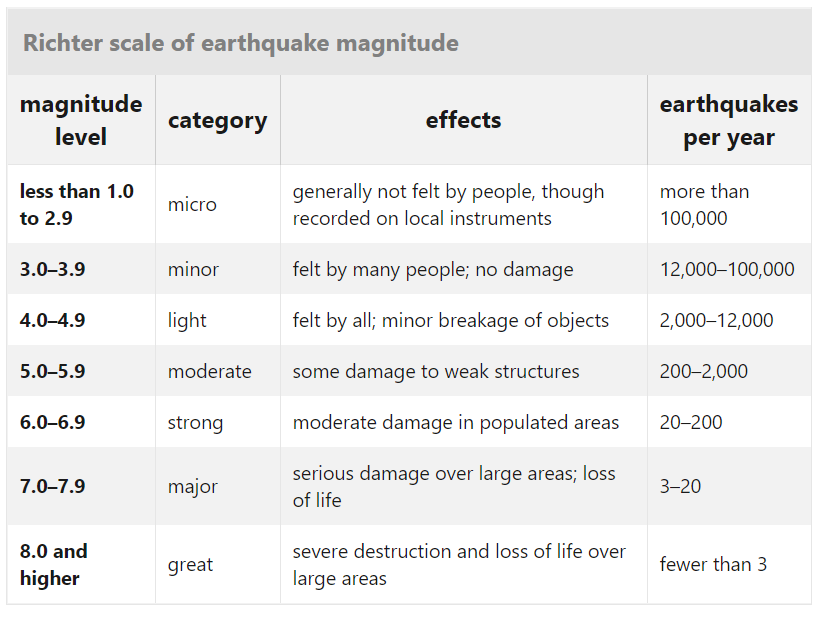 Richter scale of earthquake magnitude
magnitude
level
category
effects
earthquakes
per year
less than 1.0
to 2.9
micro
generally not felt by people, though
recorded on local instruments
more than
100,000
3.0–3.9
minor
felt by many people; no damage
12,000–100,000
4.0–4.9
light
felt by all; minor breakage of objects
2,000–12,000
5.0–5.9
moderate
some damage to weak structures
200–2,000
6.0–6.9
strong
moderate damage in populated areas
20–200
7.0–7.9
major
serious damage over large areas; loss
of life
3–20
8.0 and
higher
great
severe destruction and loss of life over
large areas
fewer than 3